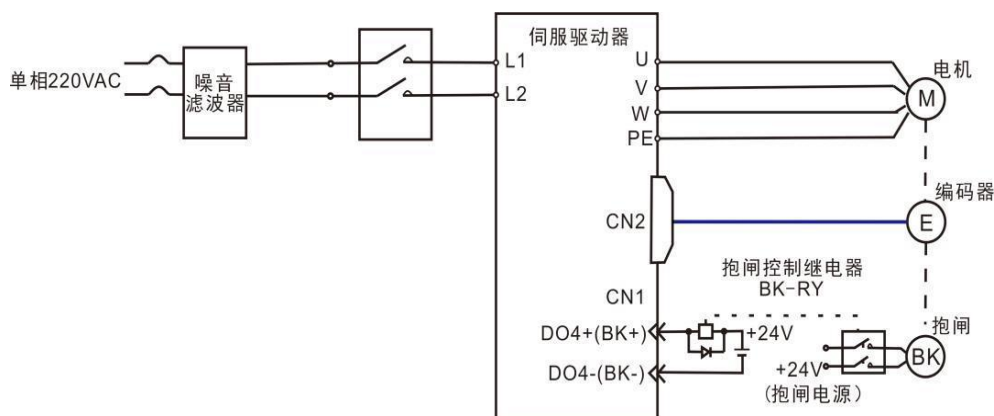 伺服驱动器
单相220VAC
噪音
滤波器
L1
L2
U
V
W
PE
电机
M
编码器
E
CN2
CN1
抱闸控制继电器
BK-RY
抱闸
BK
DO4+(BK+)
+24V
DO4-(BK-)
+24V
(抱闸电源)